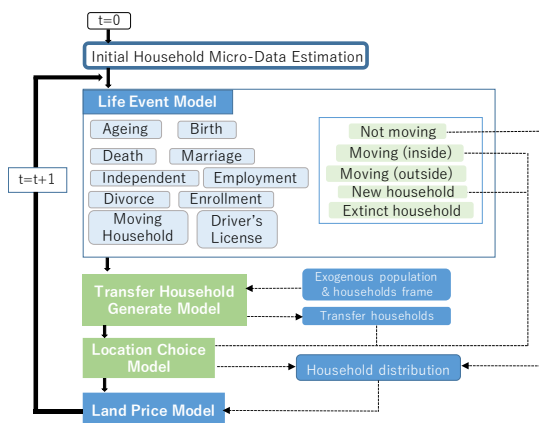 t=0
Initial Household Micro-Data Estimation
Life Event Model
Ageing
Birth
Death
Marriage
Independent
Employment
Divorce
Enrollment
Moving
Household
Driver's
License
Not moving
Moving (inside)
Moving (outside)
New household
Extinct household
t=t+1
Transfer Household
Generate Model
Exogenous population
& households frame
Transfer households
Location Choice
Model
Household distribution
Land Price Model